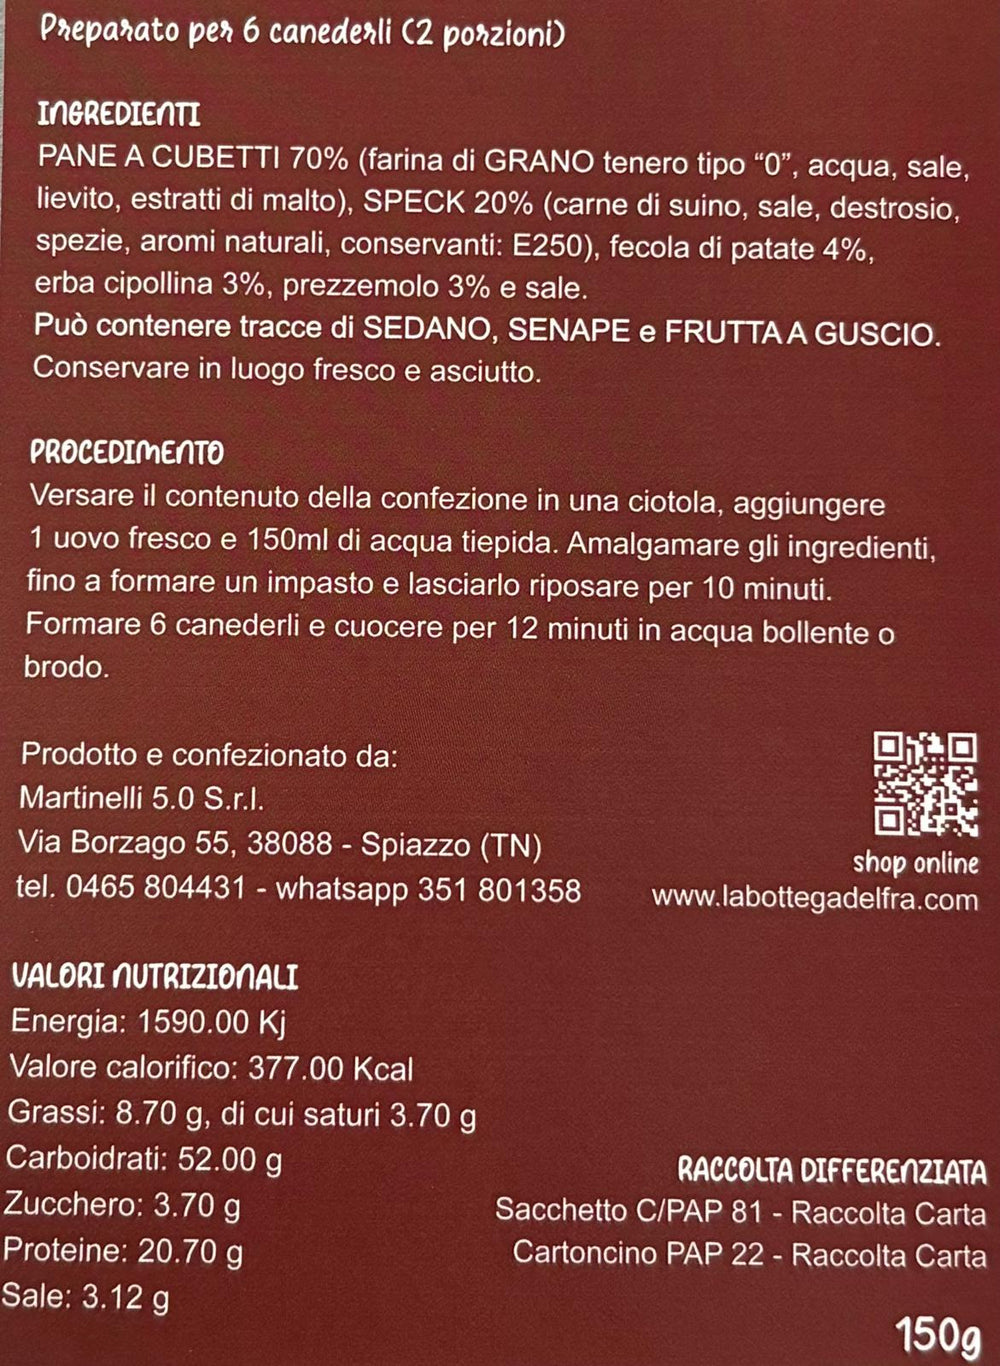 Preparato per 6 canederli (2 porzioni)
INGREDIENTI
PANE A CUBETTI 70% (farina di GRANO tenero tipo “0”, acqua, sale,
lievito, estratti di malto), SPECK 20% (carne di suino, sale, destrosio,
spezie, aromi naturali, conservanti: E250), fecola di patate 4%,
erba cipollina 3%, prezzemolo 3% e sale.
Può contenere tracce di SEDANO, SENAPE e FRUTTA A GUSCIO.
Conservare in luogo fresco e asciutto.
PROCEDIMENTO
Versare il contenuto della confezione in una ciotola, aggiungere
1 uovo fresco e 150ml di acqua tiepida. Amalgamare gli ingredienti,
fino a formare un impasto e lasciarlo riposare per 10 minuti.
Formare 6 canederli e cuocere per 12 minuti in acqua bollente o
brodo.
Prodotto e confezionato da:
Martinelli 5.0 S.r.l.
Via Borzago 55, 38088 - Spiazzo (TN)
tel. 0465 804431 - whatsapp 351 801358
shop online
www.labottegadelfra.com
VALORI NUTRIZIONALI
Energia: 1590.00 Kj
Valore calorifico: 377.00 Kcal
Grassi: 8.70 g, di cui saturi 3.70 g
Carboidrati: 52.00 g
Zucchero: 3.70 g
Proteine: 20.70 g
Sale: 3.12 g
RACCOLTA DIFFERENZIATA
Sacchetto C/PAP 81 - Raccolta Carta
Cartoncino PAP 22 - Raccolta Carta
150g